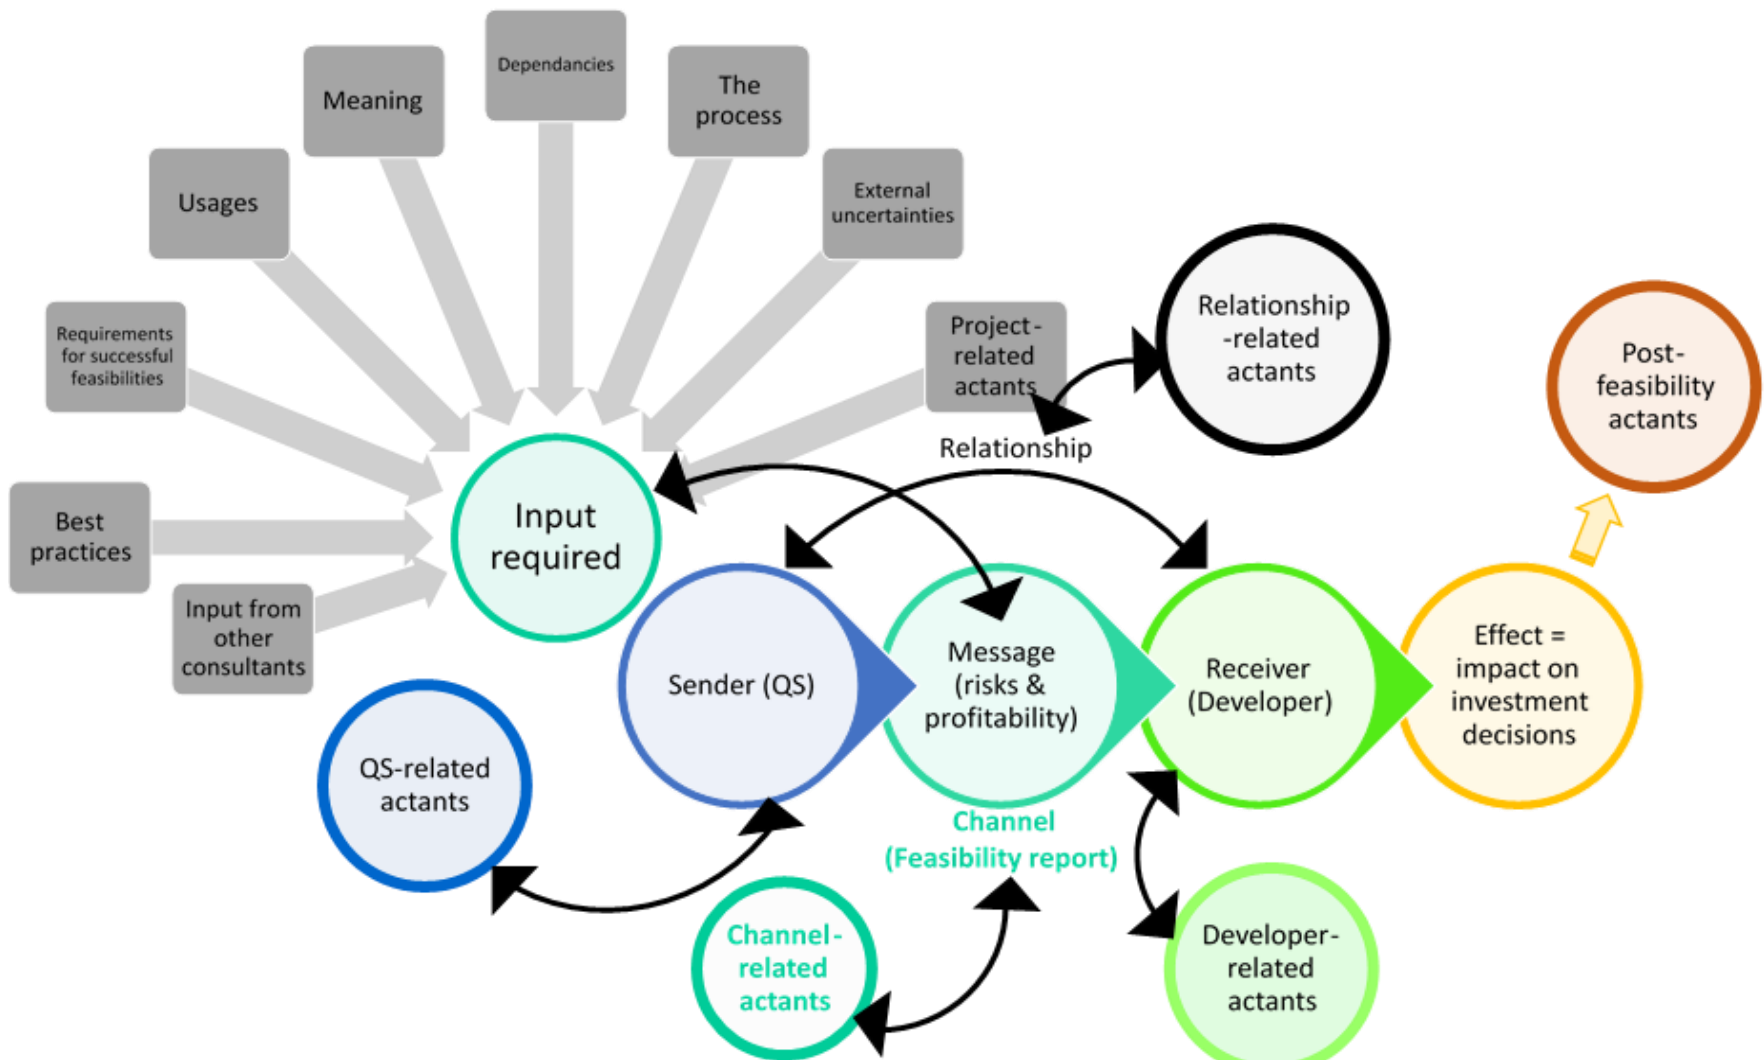 Dependancies
Meaning
The
process
Usages
External
uncertainties
Requirements
for successful
feasibilities
Project-
related
actants
Relationship
-related
actants
Post-
feasibility
actants
Relationship
Best
practices
Input
required
Input from
other
consultants
Sender (QS)
Message
(risks &
profitability)
Receiver
(Developer)
Effect =
impact on
investment
decisions
QS-related
actants
Channel
(Feasibility report)
Channel-
related
actants
Developer-
related
actants